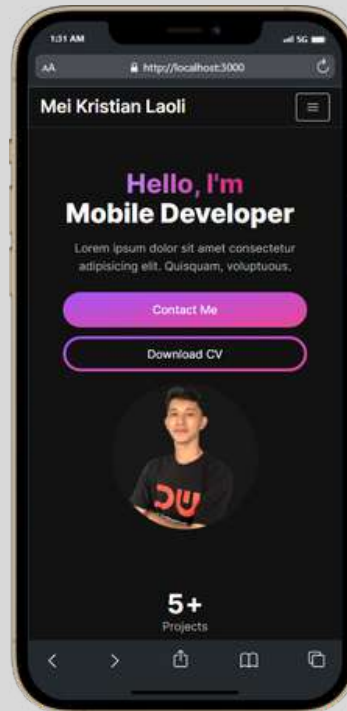 1:31 AM
5G
AA
http://localhost:3000
Mei Kristian Laoli
Hello, I'm
Mobile Developer
Lorem ipsum dolor sit amet consectetur
adipisicing elit. Quisquam, voluptuous.
Contact Me
Download CV
5+
Projects